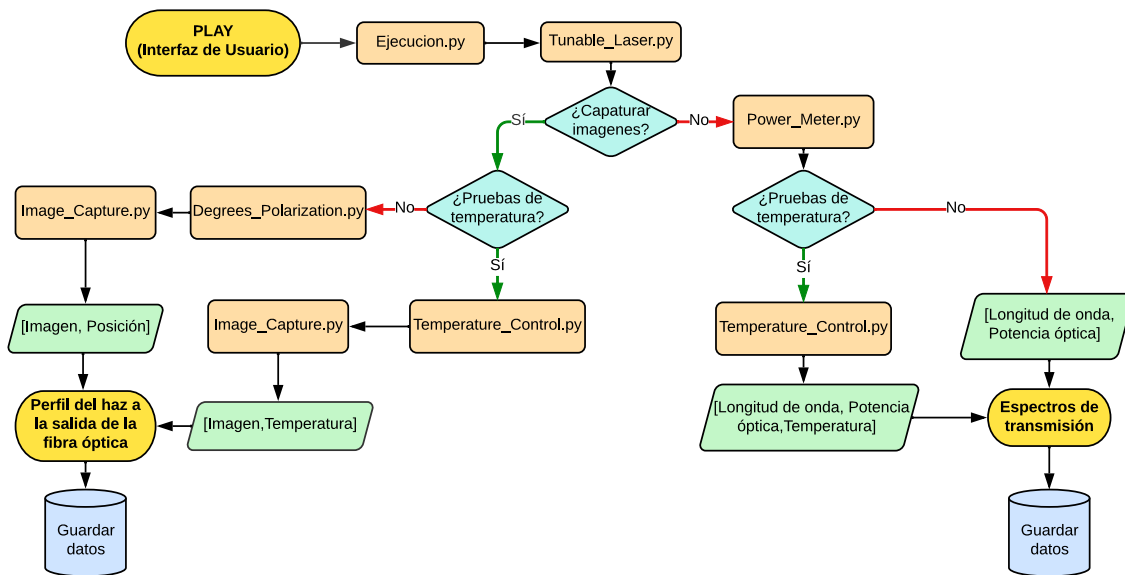 PLAY
(Interfaz de Usuario)
Ejecucion.py
Tunable_Laser.py
¿Capaturar
imagenes?
Sí
No
Power_Meter.py
¿Pruebas de
temperatura?
No
Degrees_Polarization.py
Image_Capture.py
Sí
¿Pruebas de
temperatura?
No
Sí
[Imagen, Posición]
Image_Capture.py
Temperature_Control.py
Temperature_Control.py
[Longitud de onda,
Potencia óptica]
Perfil del haz a
la salida de la
fibra óptica
[Imagen,Temperatura]
[Longitud de onda, Potencia
óptica,Temperatura]
Espectros de
transmisión
Guardar
datos
Guardar
datos